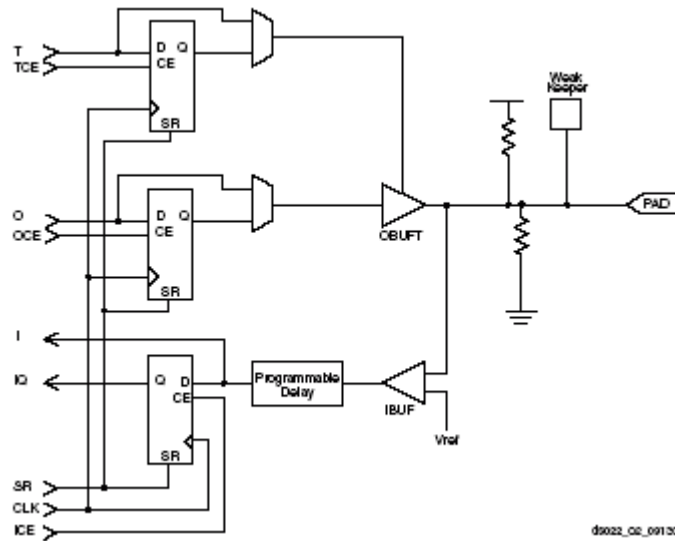 T
TCE
D Q
CE
SR
Weak
Keeper
O
OCE
D Q
CE
SR
OBUFT
PAD
I
IQ
Q D
CE
SR
Programmable
Delay
IBUF
Vref
SR
CLK
ICE